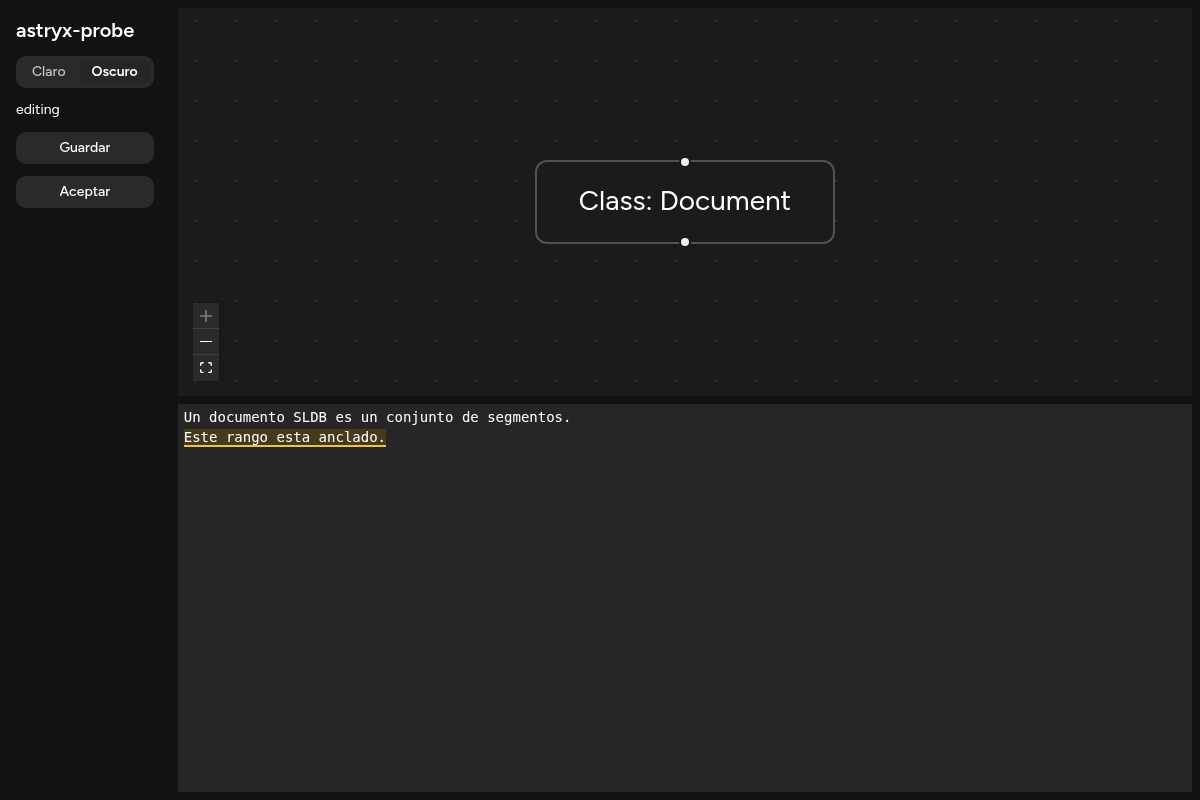 astryx-probe
Claro
Oscuro
editing
Guardar
Aceptar
Class: Document
Un documento SLDB es un conjunto de segmentos.
Este rango esta anclado.